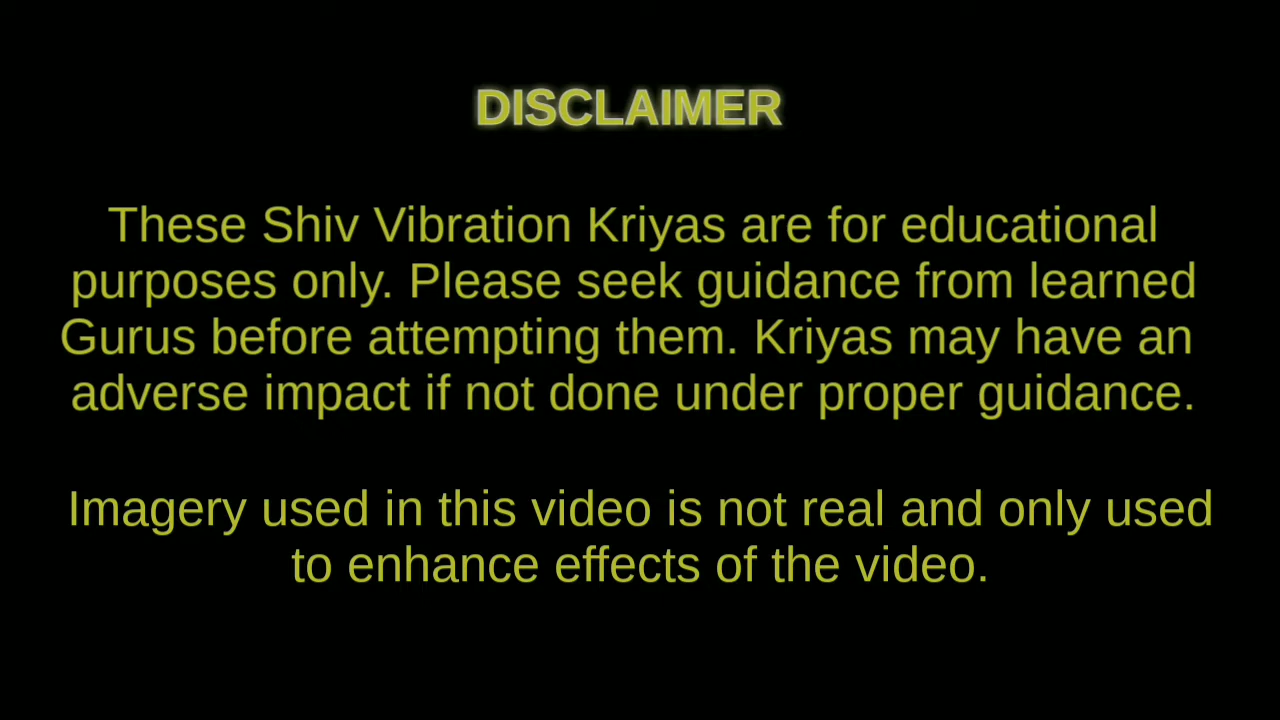 DISCLAIMER
These Shiv Vibration Kriyas are for educational
purposes only. Please seek guidance from learned
Gurus before attempting them. Kriyas may have an
adverse impact if not done under proper guidance.
Imagery used in this video is not real and only used
to enhance effects of the video.